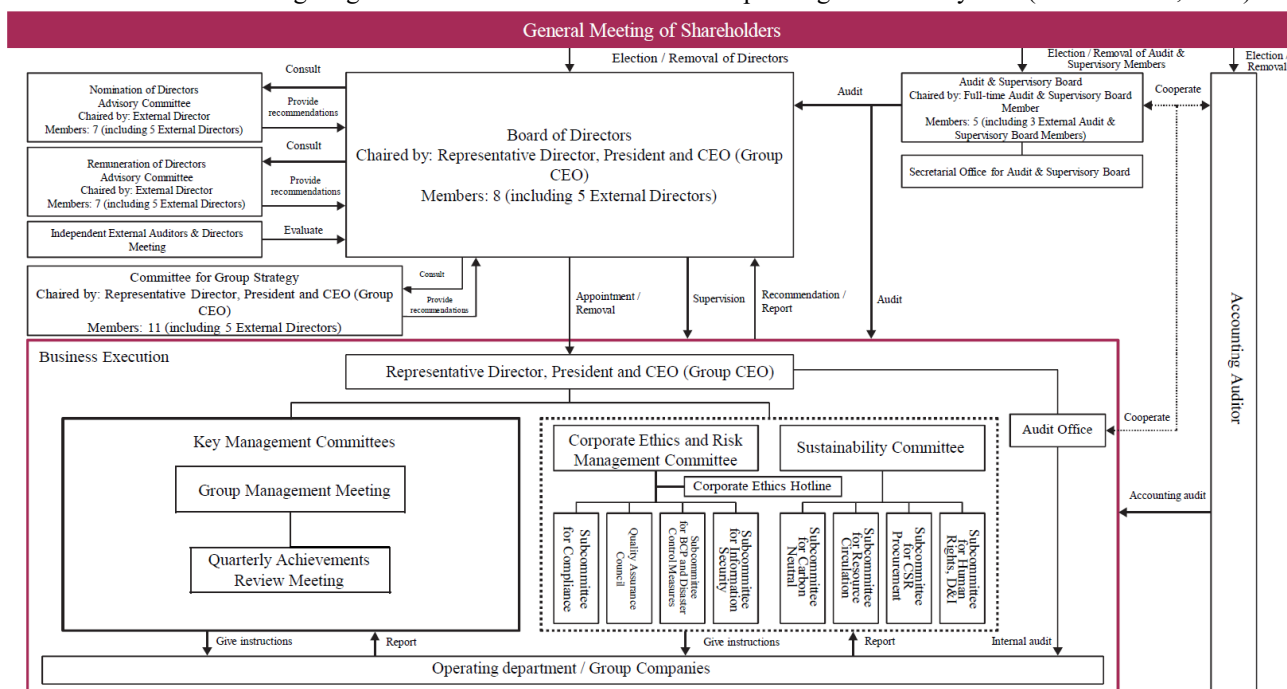 General Meeting of Shareholders
Election / Removal of Directors
Election / Removal of Audit &
Supervisory Members
Election /
Removal
Consult
Nomination of Directors
Advisory Committee
Chaired by: External Director
Members: 7 (including 5 External Directors)
Provide
recommendations
Consult
Remuneration of Directors
Advisory Committee
Chaired by: External Director
Members: 7 (including 5 External Directors)
Provide
recommendations
Independent External Auditors & Directors
Meeting
Evaluate
Board of Directors
Chaired by: Representative Director, President and CEO (Group
CEO)
Members: 8 (including 5 External Directors)
Audit
Audit & Supervisory Board
Chaired by: Full-time Audit & Supervisory Board
Member
Members: 5 (including 3 External Audit &
Supervisory Board Members)
Secretarial Office for Audit & Supervisory Board
Cooperate
Committee for Group Strategy
Chaired by: Representative Director, President and CEO (Group
CEO)
Members: 11 (including 5 External Directors)
Consult
Provide
recommendations
Appointment /
Removal
Supervision
Recommendation /
Report
Audit
Accounting Auditor
Business Execution
Representative Director, President and CEO (Group CEO)
Key Management Committees
Group Management Meeting
Quarterly Achievements
Review Meeting
Corporate Ethics and Risk
Management Committee
Sustainability Committee
Corporate Ethics Hotline
Subcommittee
for Compliance
Quality Assurance
Council
Subcommittee
for BCP and Disaster
Control Measures
Subcommittee
for Information
Security
Subcommittee
for Carbon
Neutral
Subcommittee
for Resource
Circulation
Subcommittee
for CSR
Procurement
Subcommittee
for Human
Rights, D&I
Audit Office
Cooperate
Accounting audit
Give instructions
Report
Give instructions
Report
Internal audit
Operating department / Group Companies